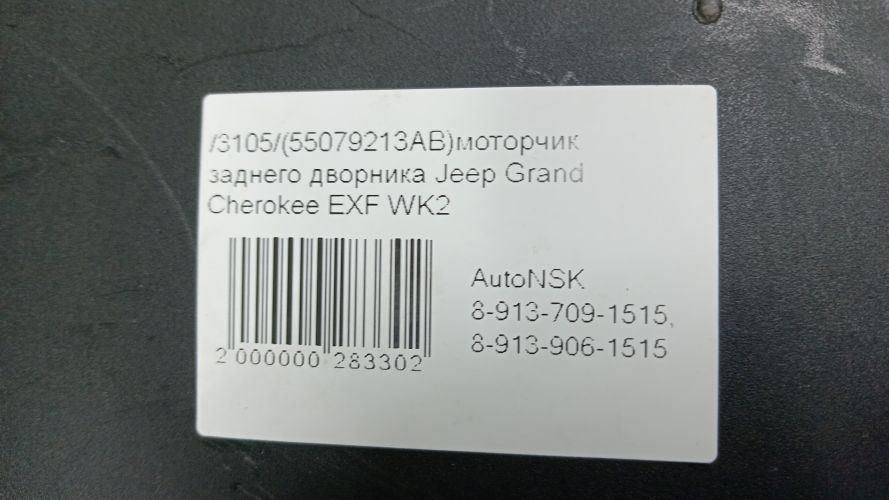 /3105/(55079213AB)моторчик
заднего дворника Jeep Grand
Cherokee EXF WK2
2 000000 283302
AutoNSK
8-913-709-1515,
8-913-906-1515